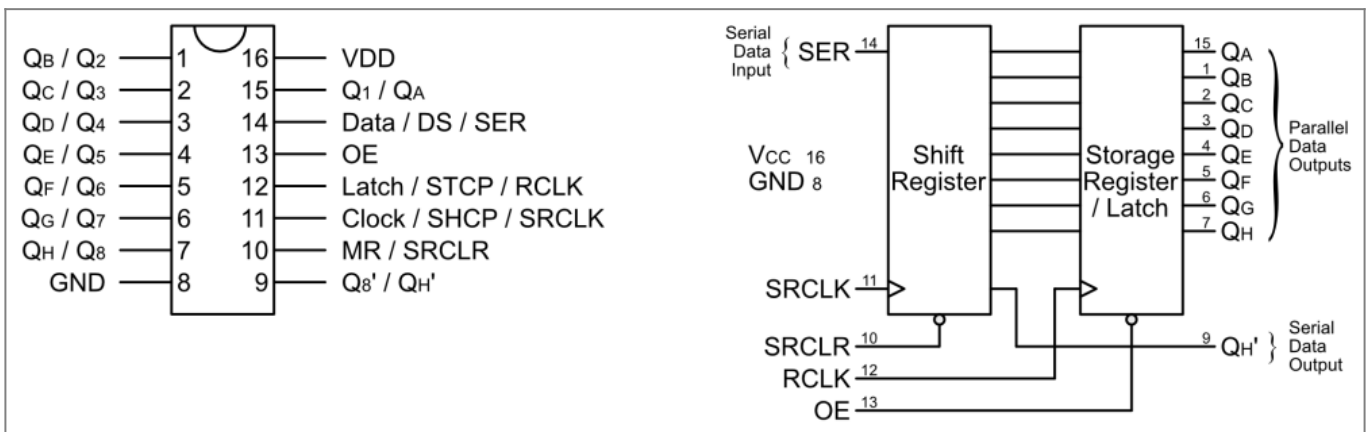 QB / Q2 1 16 VDD
QC / Q3 2 15 Q1 / QA
QD / Q4 3 14 Data / DS / SER
QE / Q5 4 13 OE
QF / Q6 5 12 Latch / STCP / RCLK
QG / Q7 6 11 Clock / SHCP / SRCLK
QH / Q8 7 10 MR / SRCLR
GND 8 9 Q8' / QH'
Serial
Data
Input
{ SER 14
VCC 16
GND 8
Shift
Register
Storage
Register
/ Latch
15 QA
1 QB
2 QC
3 QD
4 QE
5 QF
6 QG
7 QH
Parallel
Data
Outputs
SRCLK 11
SRCLR 10
RCLK 12
OE 13
9 QH' }
Serial
Data
Output